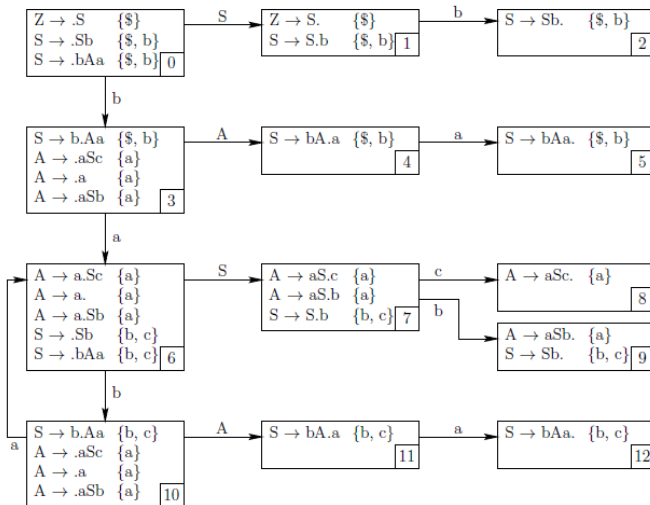 Z → .S {$}
S → .Sb {$, b}
S → .bAa {$, b}
0
S
Z → S. {$}
S → S.b {$, b}
1
b
S → Sb. {$, b}
2
b
S → b.Aa {$, b}
A → .aSc {a}
A → .a {a}
A → .aSb {a}
3
A
S → bA.a {$, b}
4
a
S → bAa. {$, b}
5
a
A → a.Sc {a}
A → a. {a}
A → a.Sb {a}
S → .Sb {b, c}
S → .bAa {b, c}
6
S
A → aS.c {a}
A → aS.b {a}
S → S.b {b, c}
7
c
A → aSc. {a}
8
b
A → aSb. {a}
S → Sb. {b, c}
9
b
a
S → b.Aa {b, c}
A → .aSc {a}
A → .a {a}
A → .aSb {a}
10
A
S → bA.a {b, c}
11
a
S → bAa. {b, c}
12